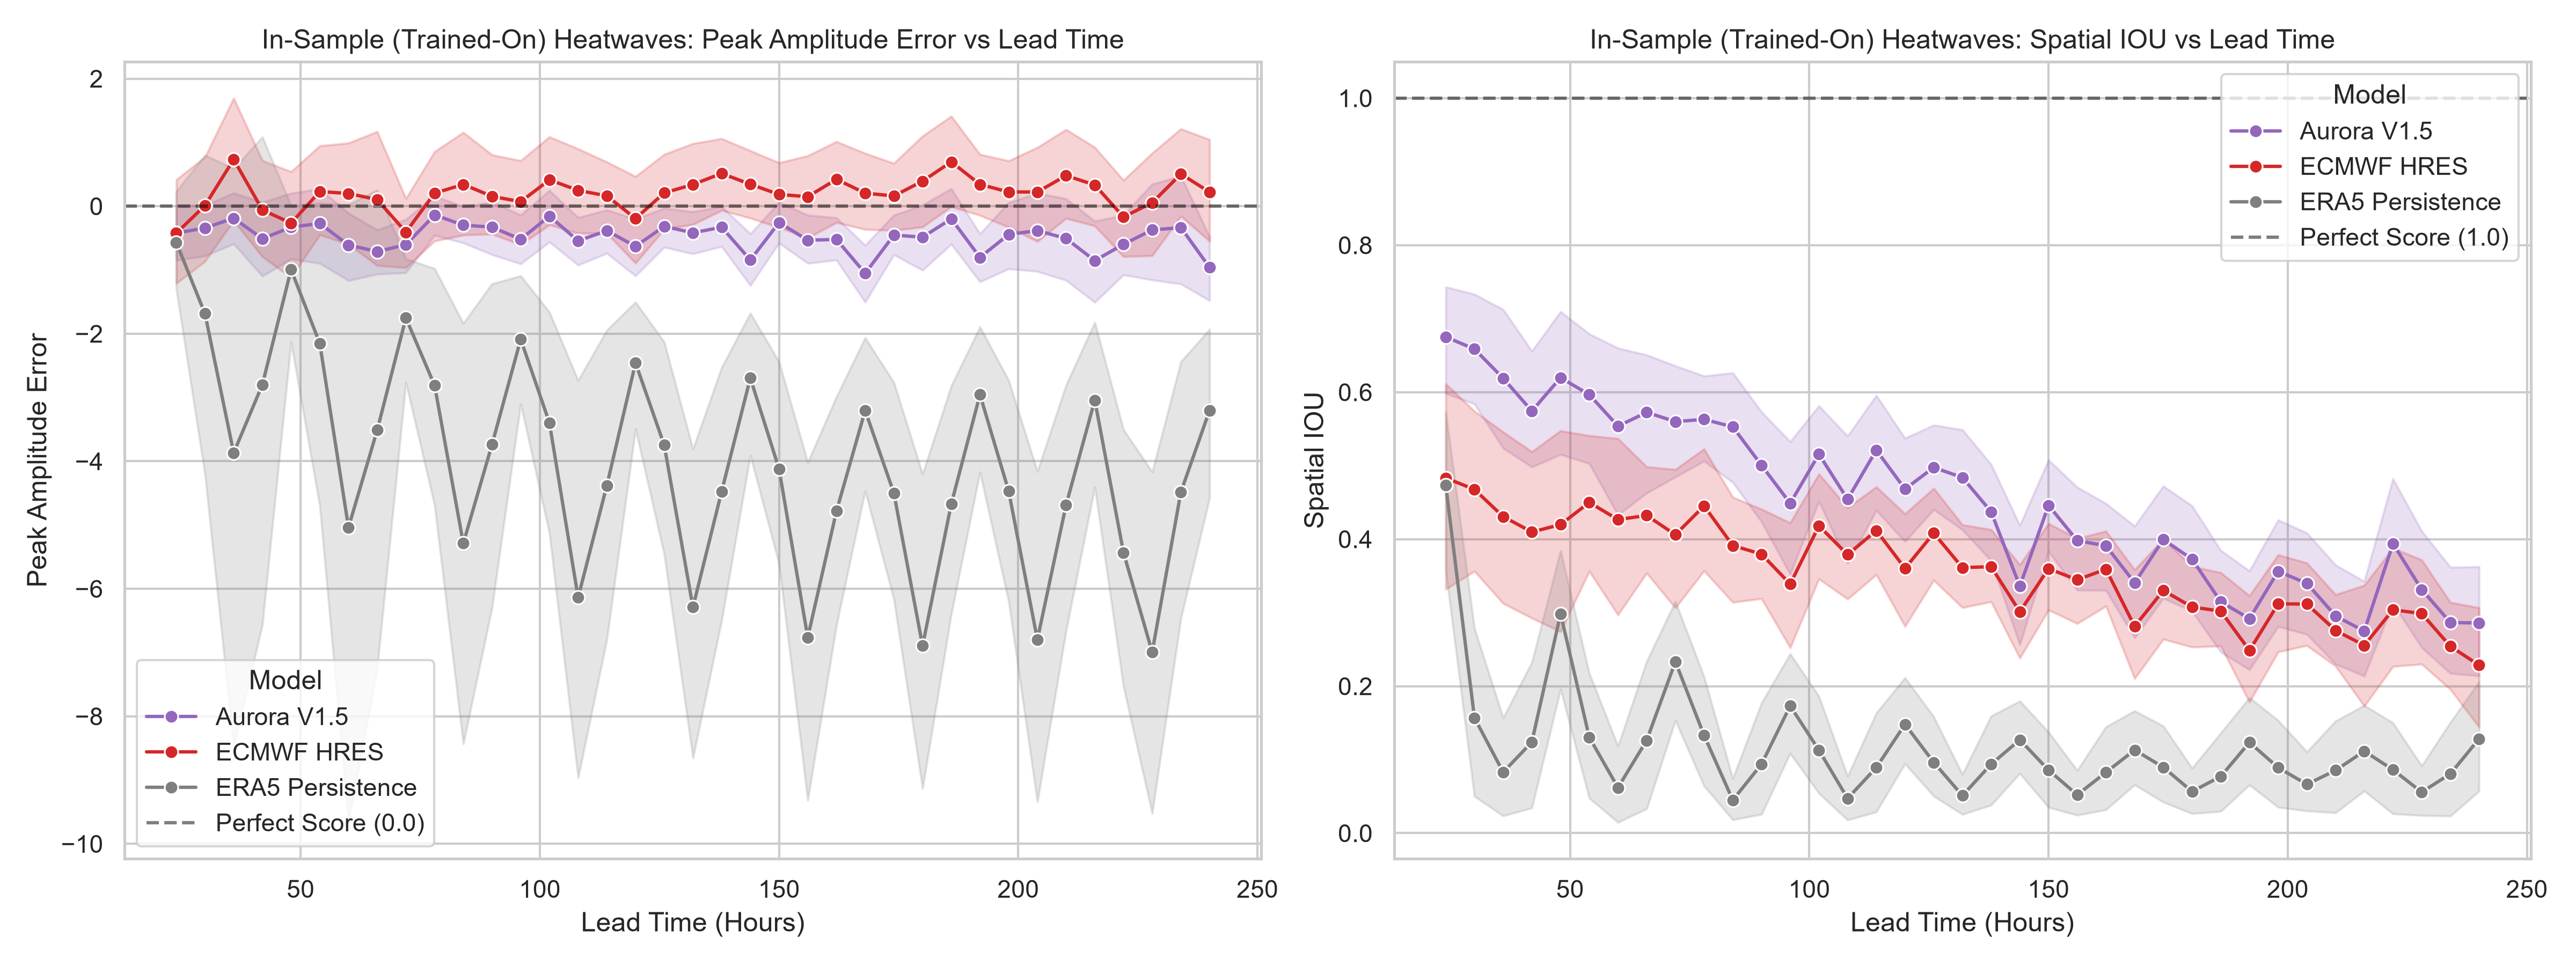 In-Sample (Trained-On) Heatwaves: Peak Amplitude Error vs Lead Time
Peak Amplitude Error
2
0
−2
−4
−6
−8
−10
Model
Aurora V1.5
ECMWF HRES
ERA5 Persistence
Perfect Score (0.0)
50
100
150
200
250
Lead Time (Hours)
In-Sample (Trained-On) Heatwaves: Spatial IOU vs Lead Time
Spatial IOU
1.0
0.8
0.6
0.4
0.2
0.0
Model
Aurora V1.5
ECMWF HRES
ERA5 Persistence
Perfect Score (1.0)
50
100
150
200
250
Lead Time (Hours)